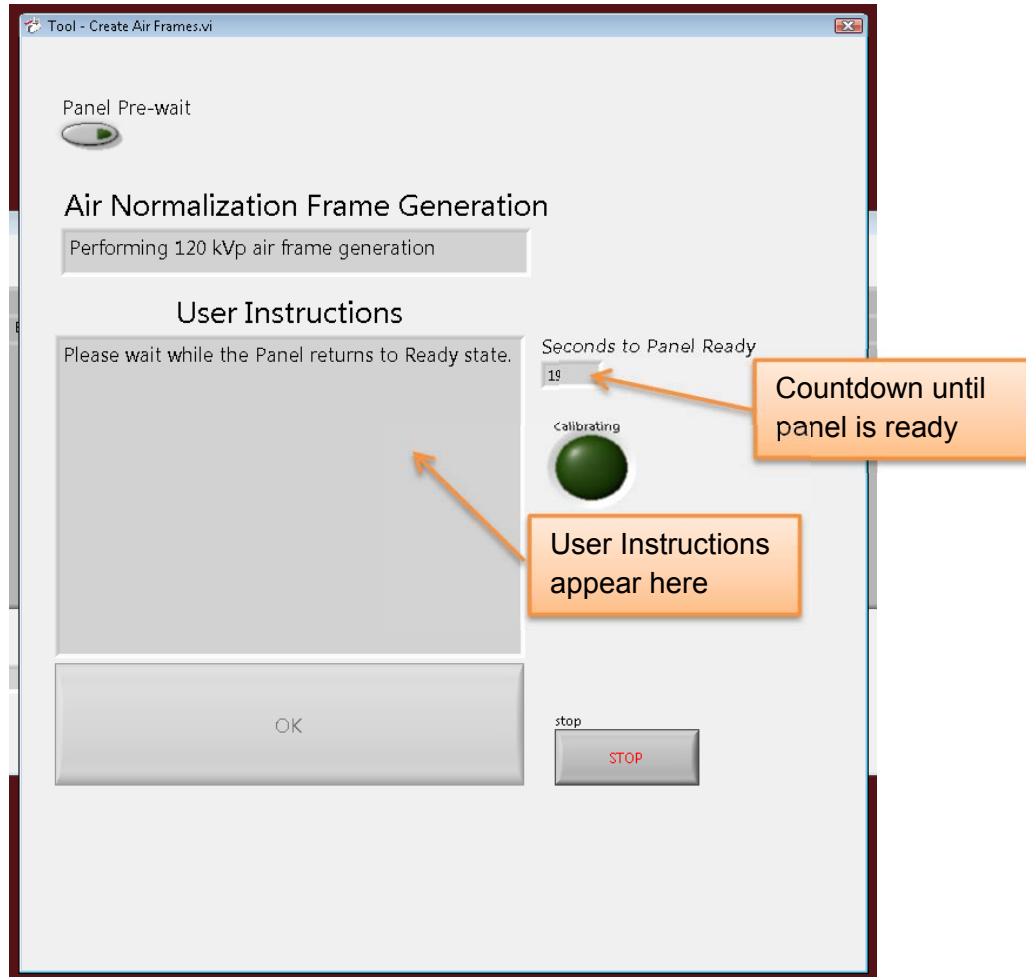 Tool - Create Air Frames.vi
Panel Pre-wait
Air Normalization Frame Generation
Performing 120 kVp air frame generation
User Instructions
Please wait while the Panel returns to Ready state.
Seconds to Panel Ready
19
Countdown until
panel is ready
Calibrating
User Instructions
appear here
OK
stop
STOP